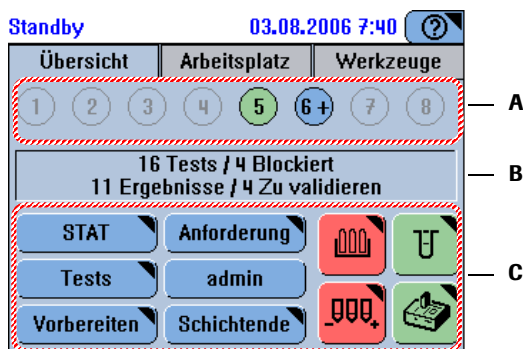 Standby 03.08.2006 7:40 ?
Übersicht Arbeitsplatz Werkzeuge
1 2 3 4 5 6+ 7 8 A
16 Tests / 4 Blockiert
11 Ergebnisse / 4 Zu validieren
B
STAT Anforderung
Tests admin
C
Vorbereiten Schichtende - +